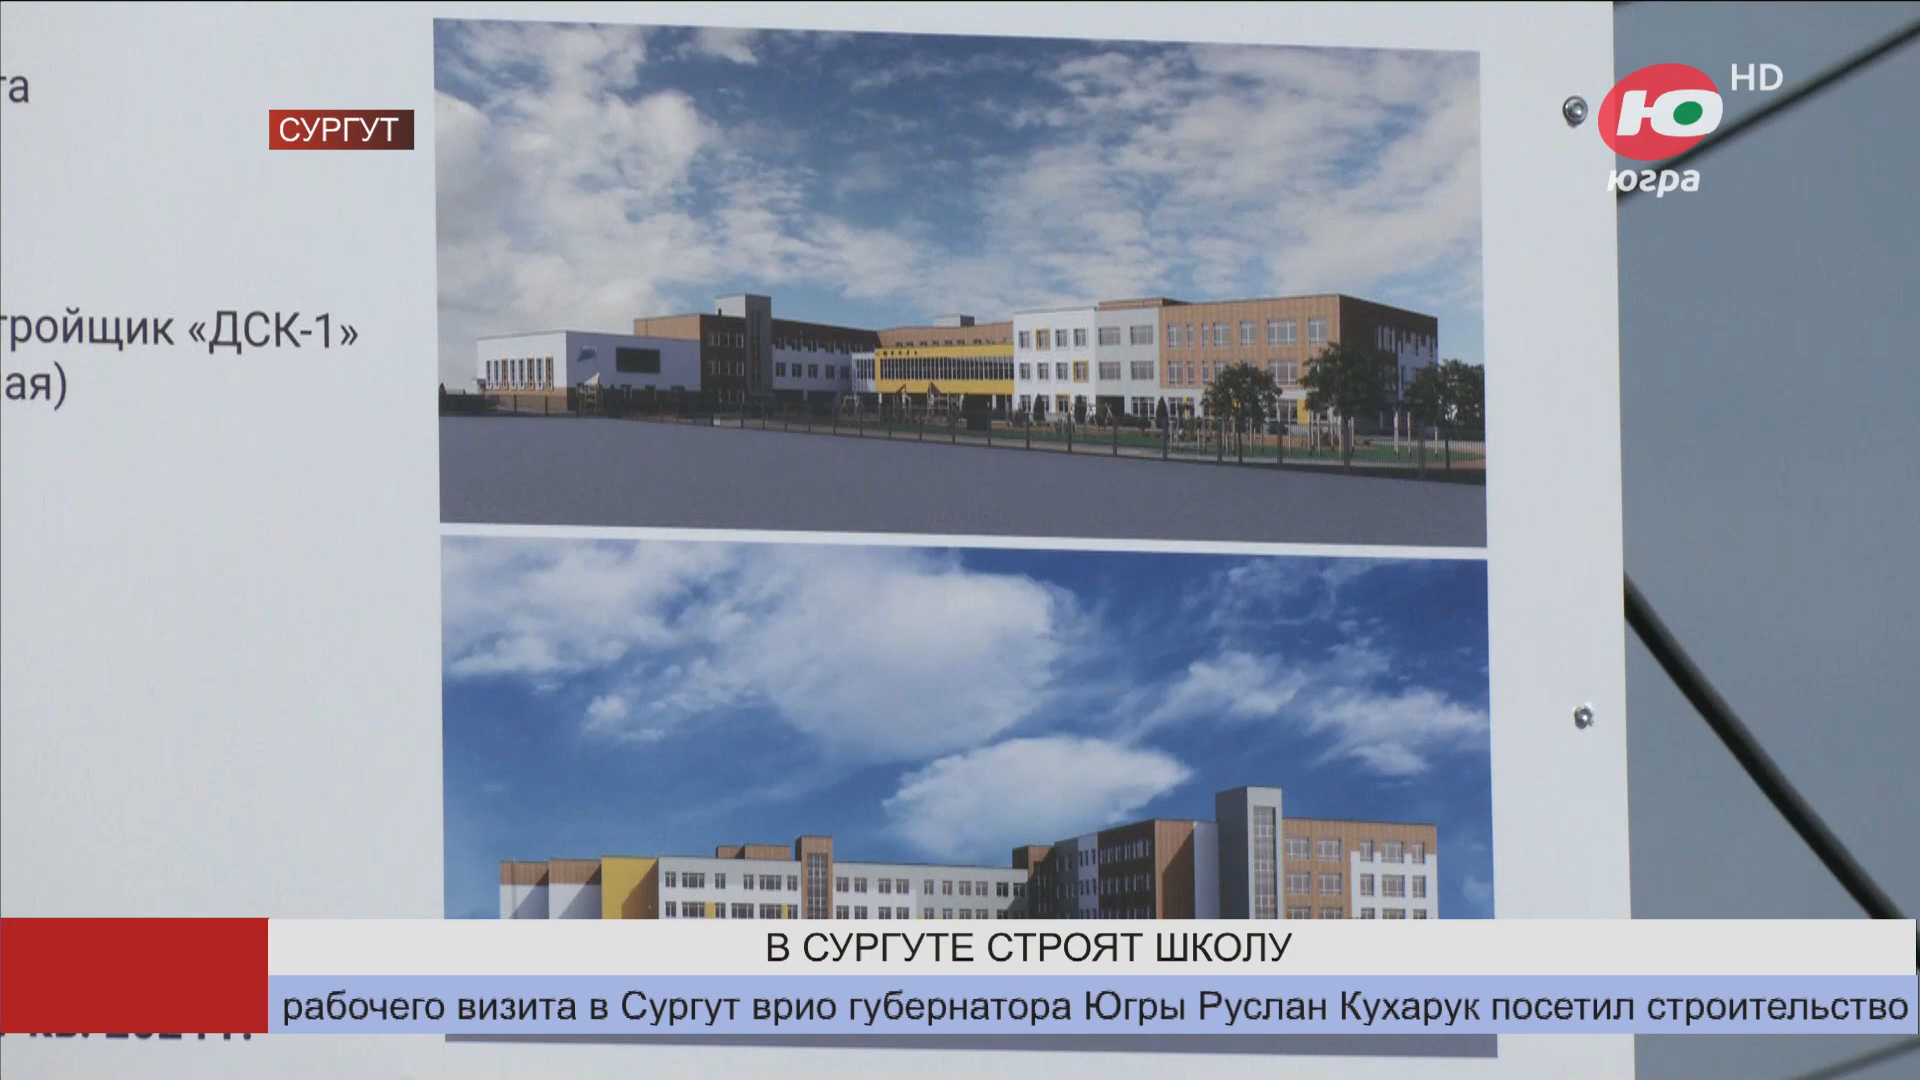 та
СУРГУТ
HD
Ю
югра
тройщик «ДСК-1»
ая)
В СУРГУТЕ СТРОЯТ ШКОЛУ
рабочего визита в Сургут врио губернатора Югры Руслан Кухарук посетил строительство